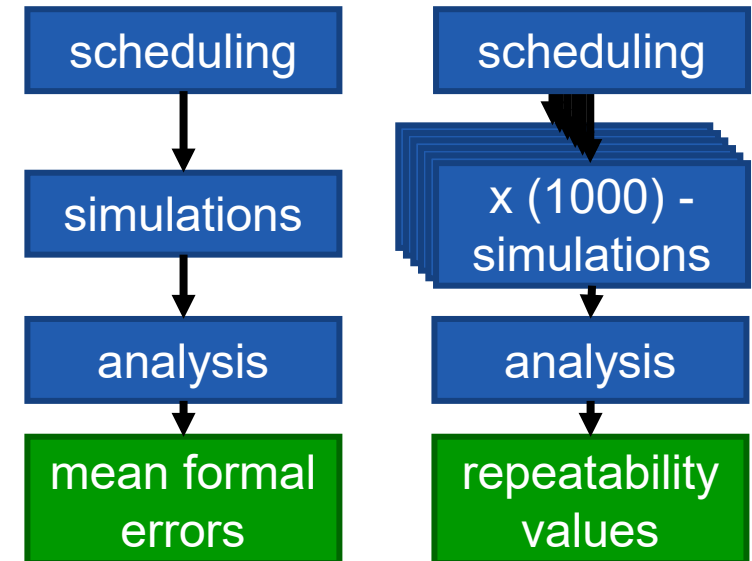 scheduling
simulations
analysis
mean formal
errors
scheduling
x (1000) -
simulations
analysis
repeatability
values